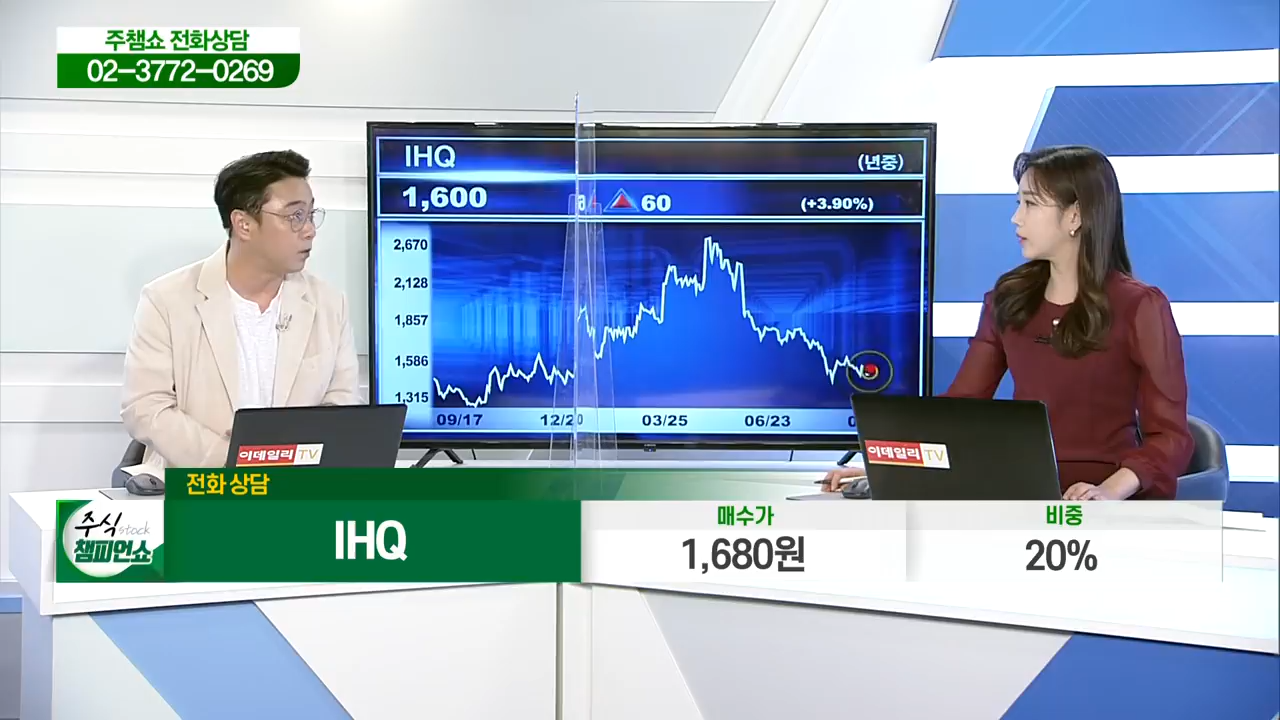 주챔쇼 전화상담
02-3772-0269
IHQ (년중)
1,600 60 (+3.90%)
2,670
2,128
1,857
1,586
1,315
09/17 12/20 03/25 06/23
이데일리TV
이데일리TV
전화 상담
주식
stock
챔피언쇼
IHQ
매수가
1,680원
비중
20%